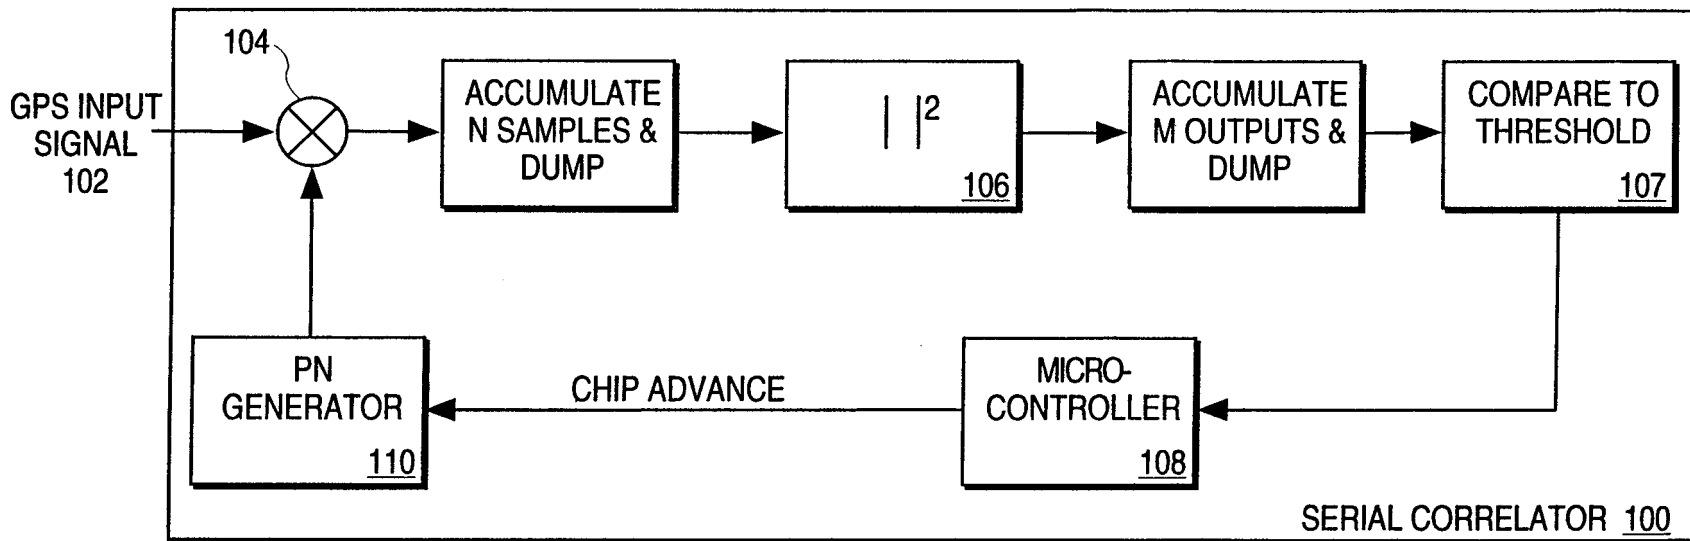 104
GPS INPUT
SIGNAL
102
ACCUMULATE
N SAMPLES &
DUMP
| |²
106
ACCUMULATE
M OUTPUTS &
DUMP
COMPARE TO
THRESHOLD
107
PN
GENERATOR
110
CHIP ADVANCE
MICRO-
CONTROLLER
108
SERIAL CORRELATOR 100